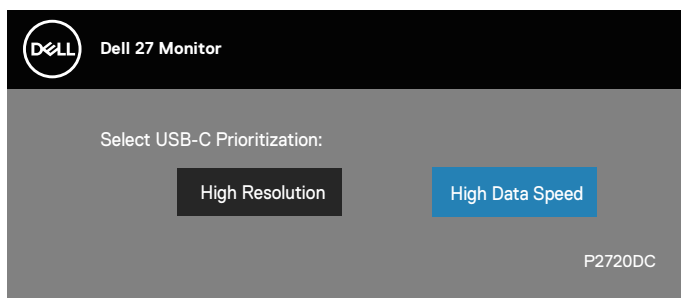 DELL
Dell 27 Monitor
Select USB-C Prioritization:
High Resolution
High Data Speed
P2720DC